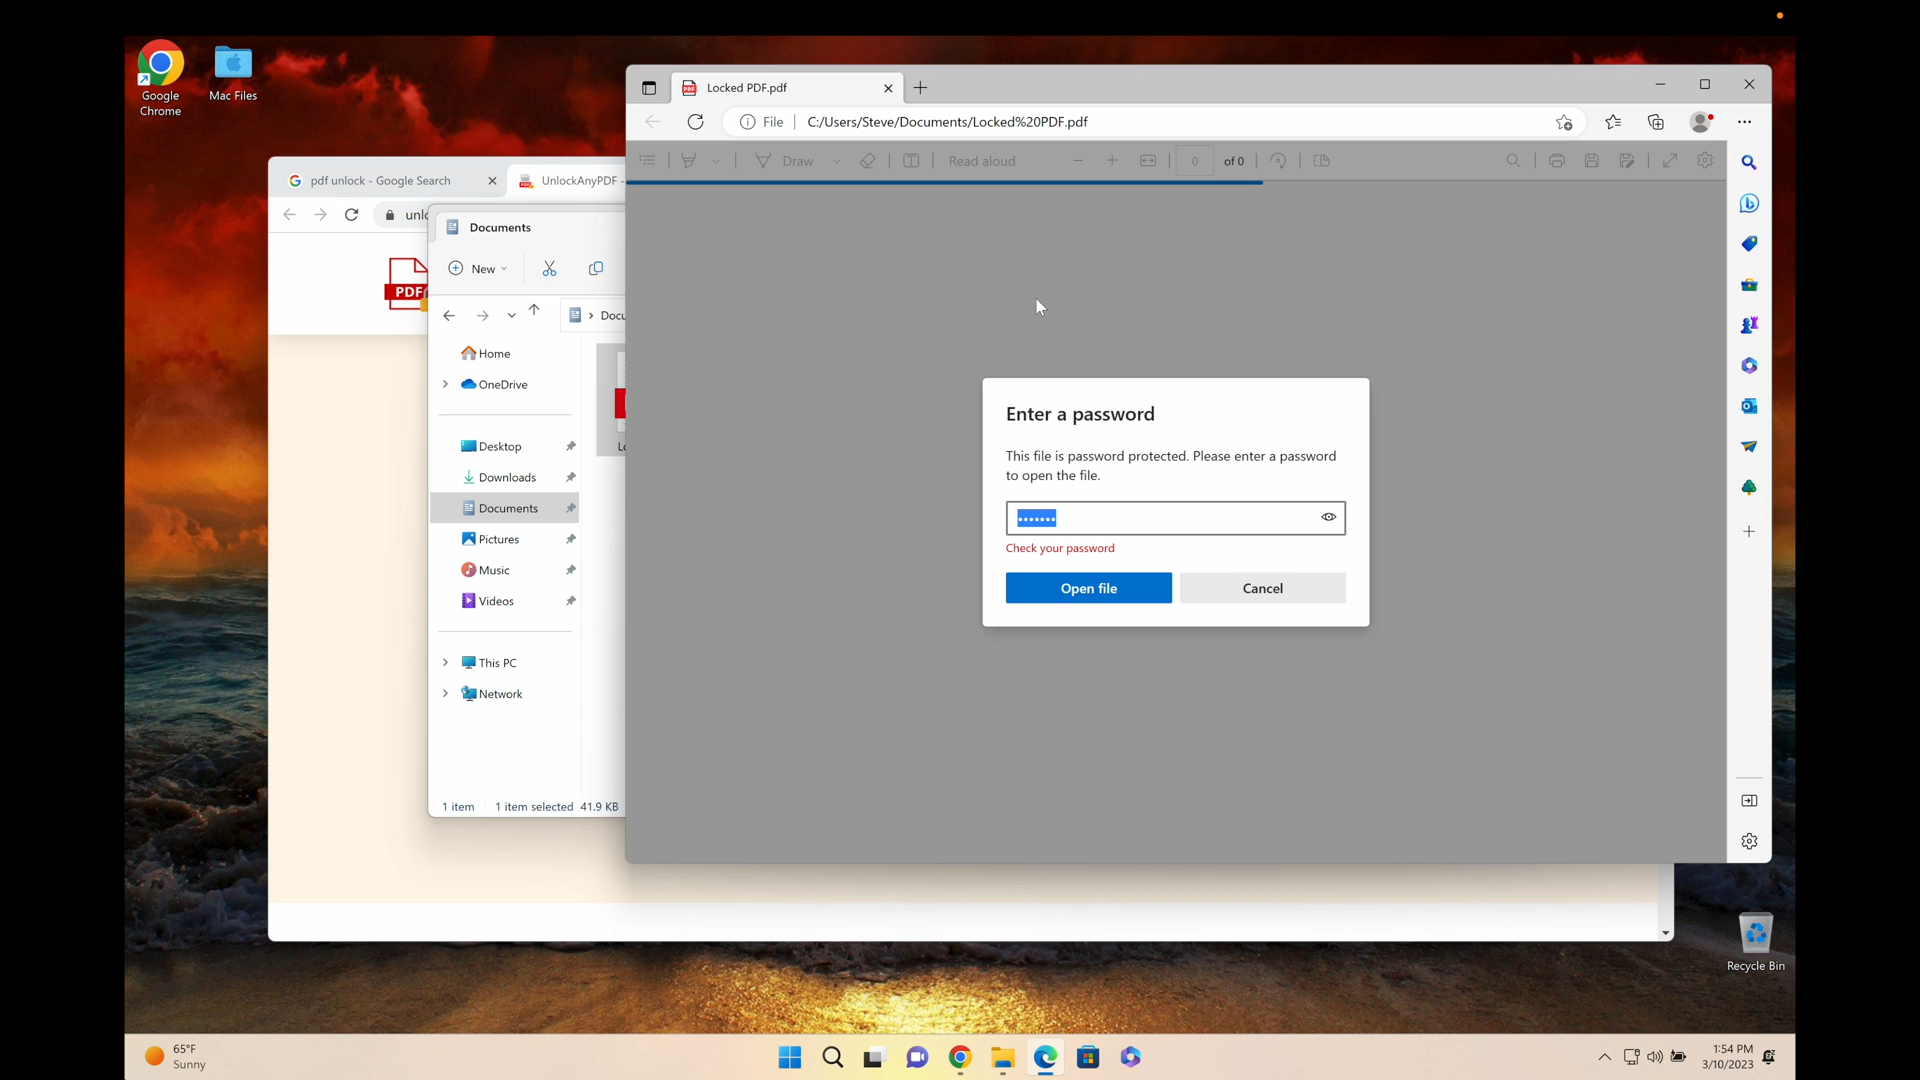 Google
Chrome
Mac Files
pdf unlock - Google Search
UnlockAnyPDF -
unlo
PDF
Documents
New
Docu
Home
OneDrive
Desktop
Downloads
Documents
Pictures
Music
Videos
This PC
Network
1 item
1 item selected 41.9 KB
Locked PDF.pdf
File
C:/Users/Steve/Documents/Locked%20PDF.pdf
Draw
Read aloud
0
of 0
Enter a password
This file is password protected. Please enter a password
to open the file.
•••••••
Check your password
Open file
Cancel
Recycle Bin
65°F
Sunny
1:54 PM
3/10/2023